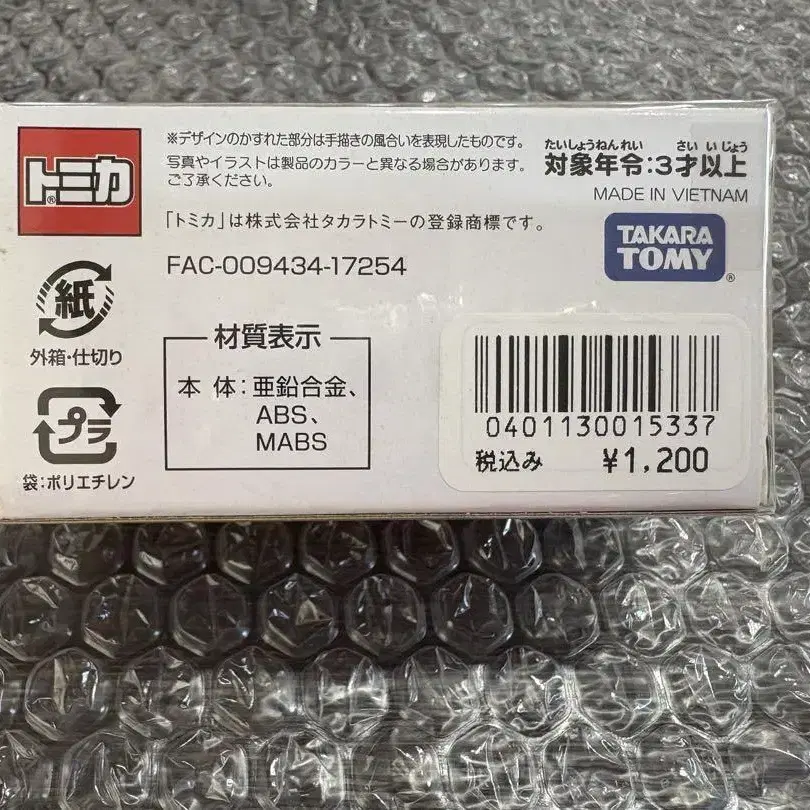 トミカ®
※デザインのかすれた部分は手描きの風合いを表現したものです。
写真やイラストは製品のカラーと異なる場合があります。
ご了承ください。
「トミカ」は株式会社タカラトミーの登録商標です。
FAC-009434-17254
たいしょうねんれい さい いじょう
対象年令:3才以上
MADE IN VIETNAM
TAKARA
TOMY®
紙
外箱・仕切り
プラ
袋:ポリエチレン
材質表示
本 体:亜鉛合金、
ABS、
MABS
0401130015337
税込み ¥1,200